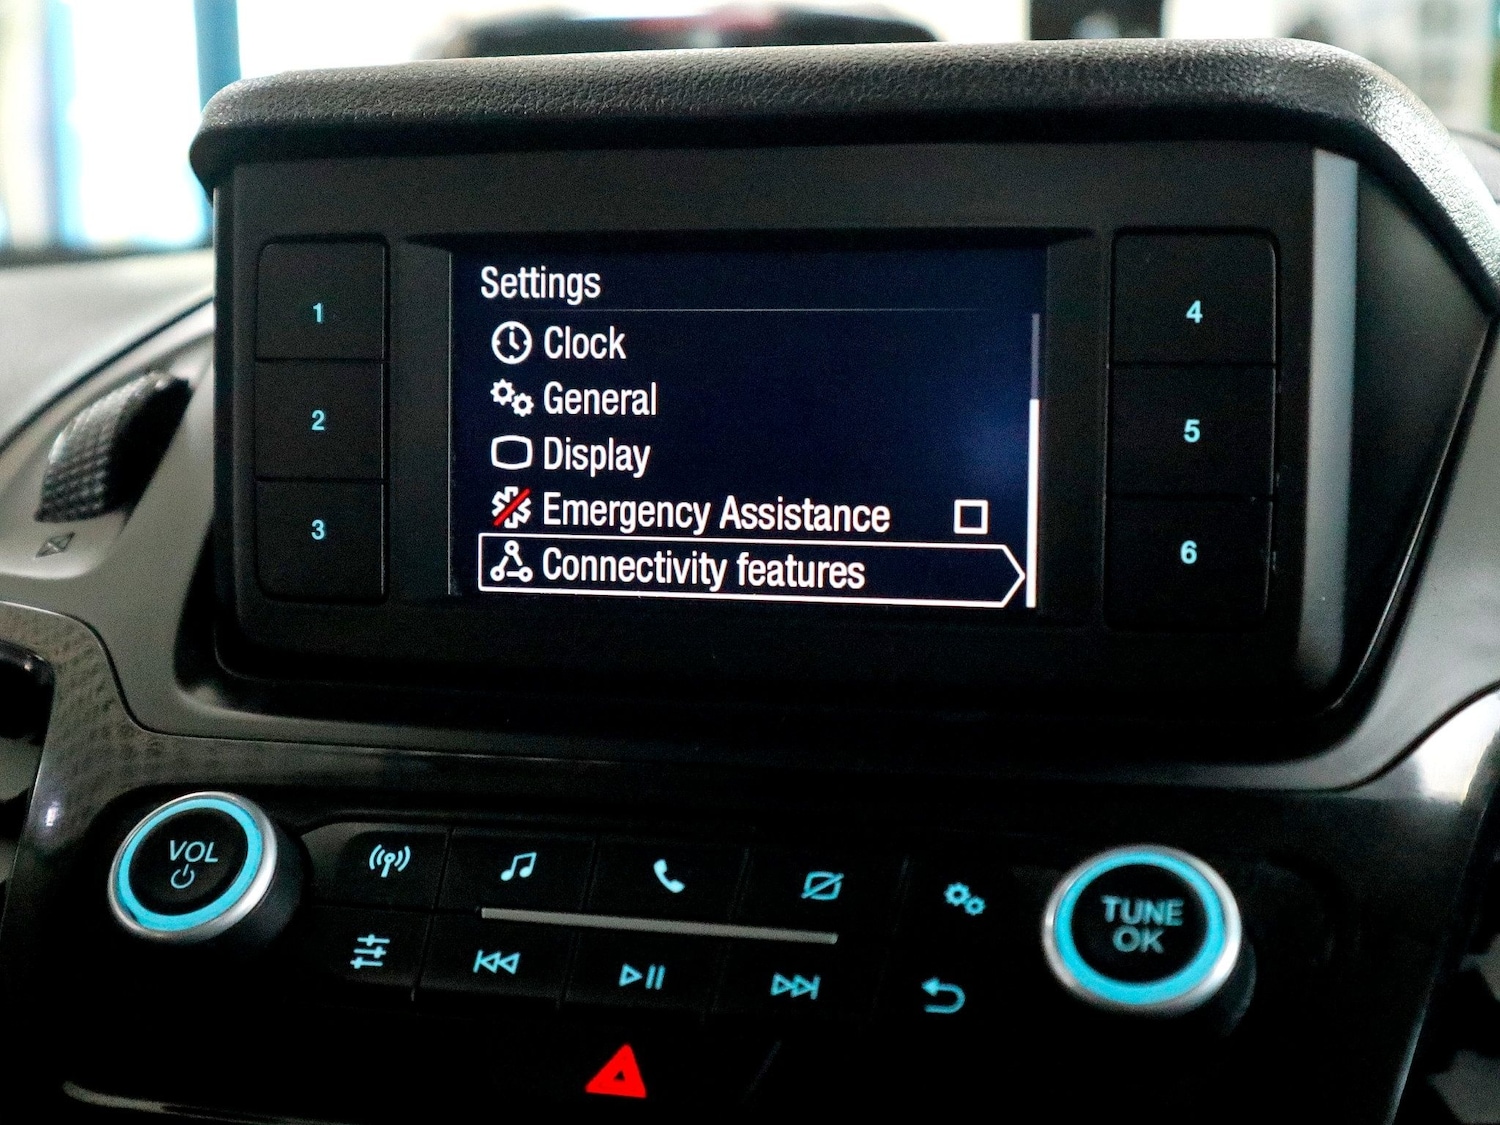 Settings
Clock
General
Display
Emergency Assistance
Connectivity features
1
2
3
4
5
6
VOL
TUNE
OK